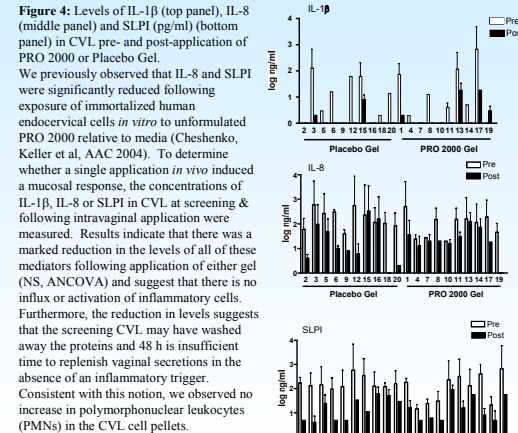 Figure 4: Levels of IL-1β (top panel), IL-8
(middle panel) and SLPI (pg/ml) (bottom
panel) in CVL pre- and post-application of
PRO 2000 or Placebo Gel.
We previously observed that IL-8 and SLPI
were significantly reduced following
exposure of immortalized human
endocervical cells in vitro to unformulated
PRO 2000 relative to media (Cheshenko,
Keller et al, AAC 2004). To determine
whether a single application in vivo induced
a mucosal response, the concentrations of
IL-1β, IL-8 or SLPI in CVL at screening &
following intravaginal application were
measured. Results indicate that there was a
marked reduction in the levels of all of these
mediators following application of either gel
(NS, ANCOVA) and suggest that there is no
influx or activation of inflammatory cells.
Furthermore, the reduction in levels suggests
that the screening CVL may have washed
away the proteins and 48 h is insufficient
time to replenish vaginal secretions in the
absence of an inflammatory trigger.
Consistent with this notion, we observed no
increase in polymorphonuclear leukocytes
(PMNs) in the CVL cell pellets.
IL-1β
Pre
Post
log ng/ml
4
3
2
1
0
2 3 5 6 9 12 15 16 18 20 1 4 7 8 10 11 13 14 17 19
Placebo Gel PRO 2000 Gel
IL-8
Pre
Post
log ng/ml
4
3
2
1
0
2 3 5 6 9 12 15 16 18 20 1 4 7 8 10 11 13 14 17 19
Placebo Gel PRO 2000 Gel
SLPI
Pre
Post
log ng/ml
4
3
2
1